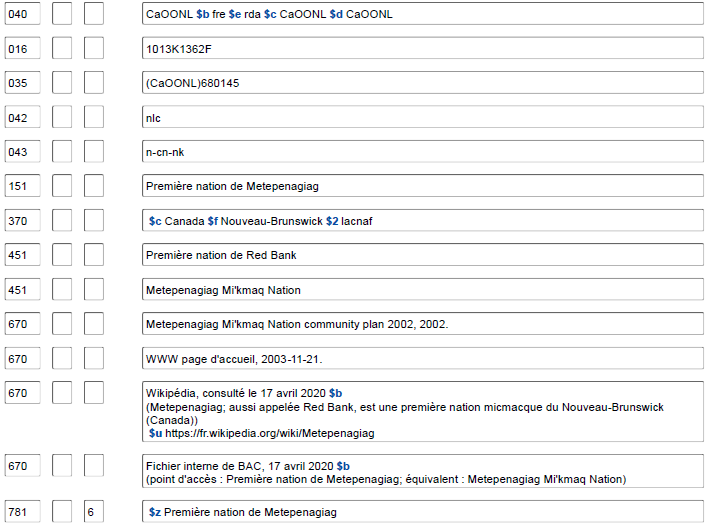 040 CaOONL $b fre $e rda $c CaOONL $d CaOONL
016 1013K1362F
035 (CaOONL)680145
042 nlc
043 n-cn-nk
151 Première nation de Metepenagiag
370 $c Canada $f Nouveau-Brunswick $2 lacnaf
451 Première nation de Red Bank
451 Metepenagiag Mi'kmaq Nation
670 Metepenagiag Mi'kmaq Nation community plan 2002, 2002.
670 WWW page d'accueil, 2003-11-21.
670 Wikipédia, consulté le 17 avril 2020 $b
(Metepenagiag; aussi appelée Red Bank, est une première nation micmacque du Nouveau-Brunswick
(Canada))
$u https://fr.wikipedia.org/wiki/Metepenagiag
670 Fichier interne de BAC, 17 avril 2020 $b
(point d'accès : Première nation de Metepenagiag; équivalent : Metepenagiag Mi'kmaq Nation)
781 6 $z Première nation de Metepenagiag